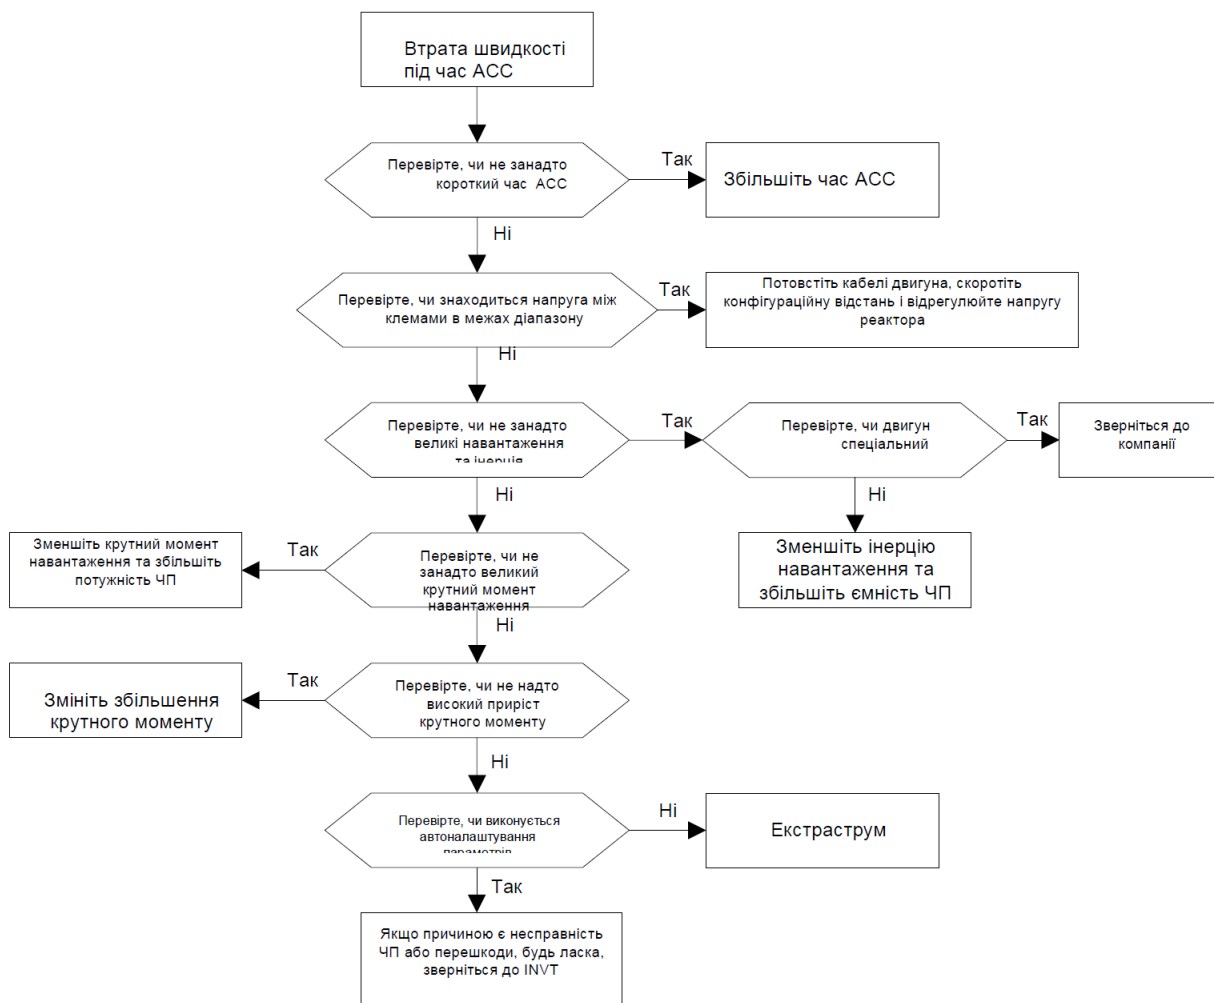 Втрата швидкості
під час ACC
Перевірте, чи не занадто
короткий час ACC
Так
Збільшіть час ACC
Ні
Перевірте, чи знаходиться напруга між
клемами в межах діапазону
Так
Потовстіть кабелі двигуна, скоротіть
конфігураційну відстань і відрегулюйте напругу
реактора
Ні
Перевірте, чи не занадто
великі навантаження
та інерція
Так
Перевірте, чи двигун
спеціальний
Так
Зверніться до
компанії
Ні
Ні
Зменшіть інерцію
навантаження та
збільшіть ємність ЧП
Зменшіть крутний момент
навантаження та збільшіть
потужність ЧП
Так
Перевірте, чи не
занадто великий
крутний момент
навантаження
Ні
Змініть збільшення
крутного моменту
Так
Перевірте, чи не надто
високий приріст
крутного моменту
Ні
Перевірте, чи виконується
автоналаштування
параметрів
Ні
Екстраструм
Так
Якщо причиною є несправність
ЧП або перешкоди, будь ласка,
зверніться до INVT